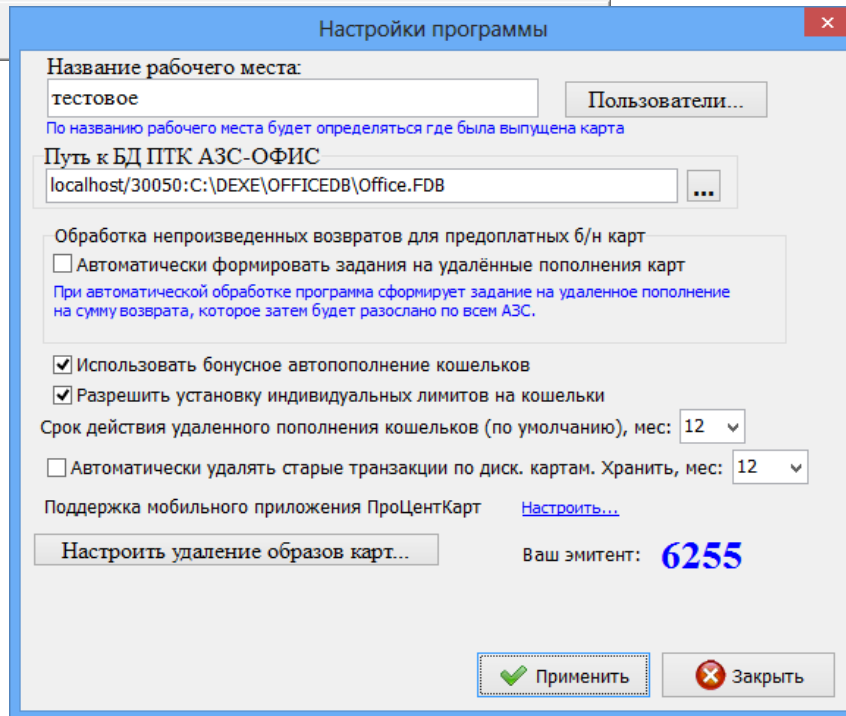 Настройки программы
Название рабочего места:
тестовое
Пользователи...
По названию рабочего места будет определяться где была выпущена карта
Путь к БД ПТК АЗС-ОФИС
localhost/30050:C:\DEXE\OFFICEDB\Office.FDB
...
Обработка непроизведенных возвратов для предоплатных б/н карт
Автоматически формировать задания на удалённые пополнения карт
При автоматической обработке программа сформирует задание на удаленное пополнение
на сумму возврата, которое затем будет разослано по всем АЗС.
Использовать бонусное автопополнение кошельков
Разрешить установку индивидуальных лимитов на кошельки
Срок действия удаленного пополнения кошельков (по умолчанию), мес: 12
Автоматически удалять старые транзакции по диск. картам. Хранить, мес: 12
Поддержка мобильного приложения ПроЦентКарт Настроить...
Настроить удаление образов карт... Ваш эмитент: 6255
Применить Закрыть